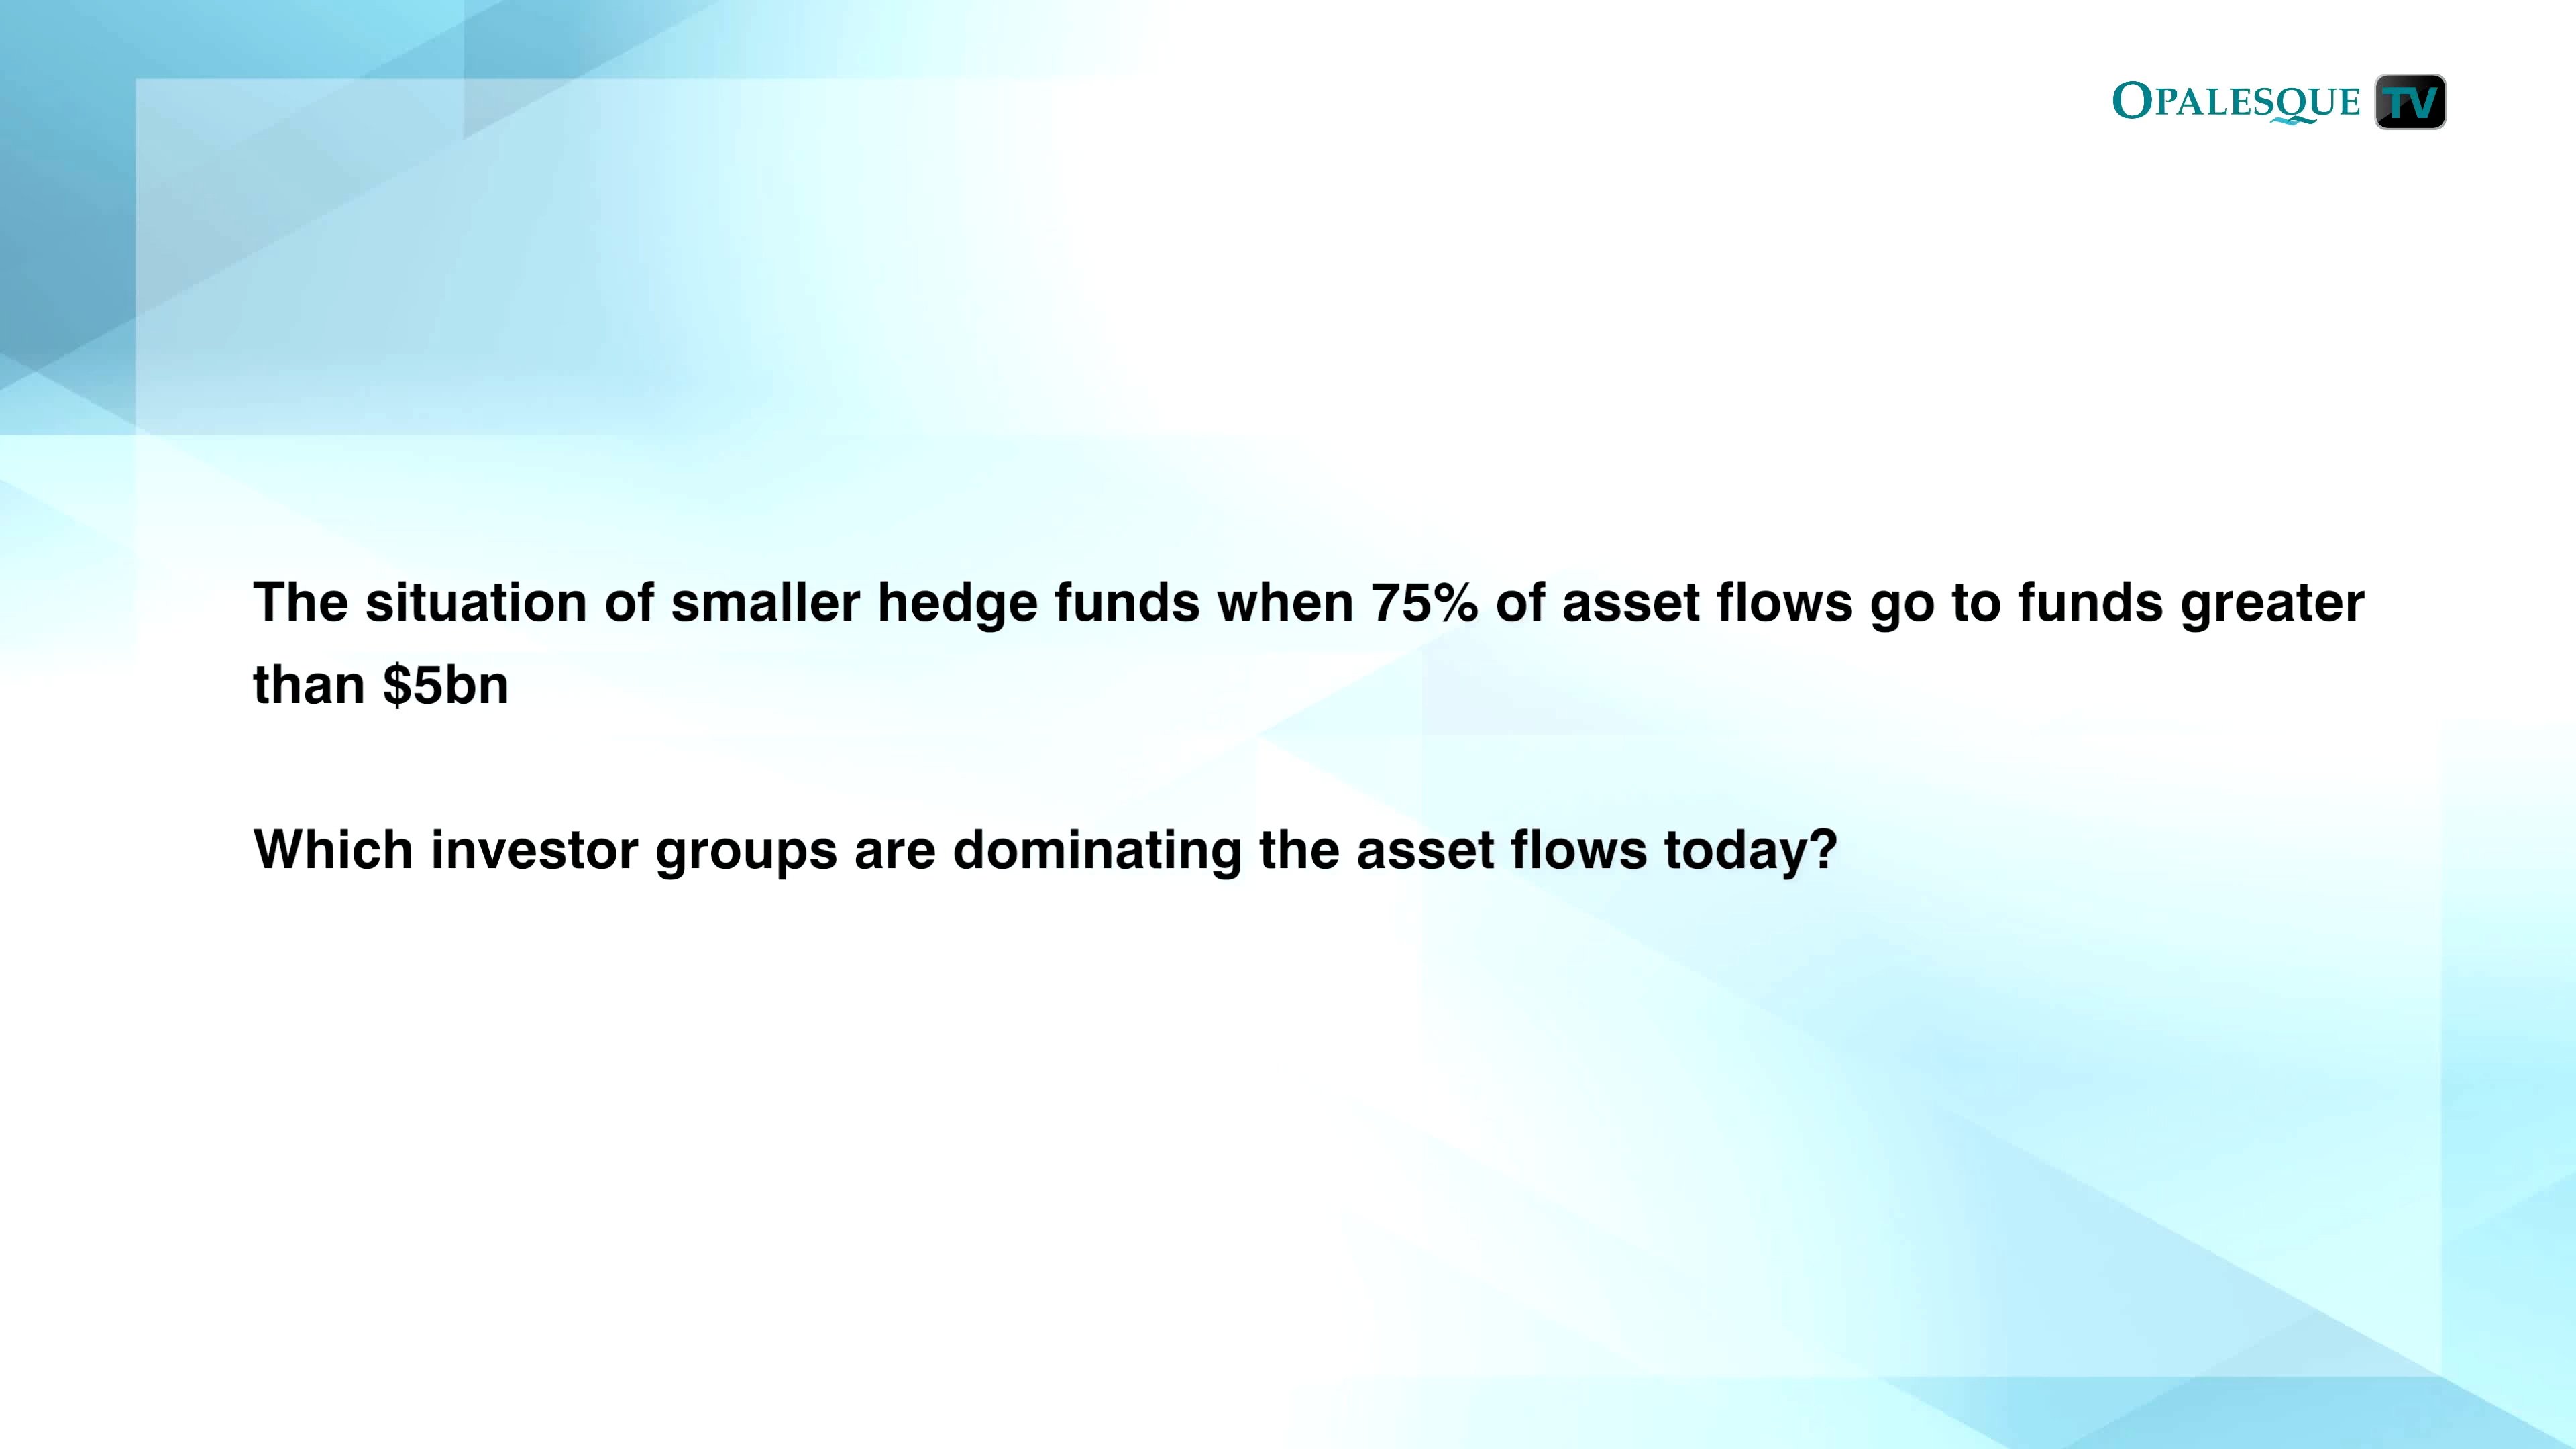 OPALESQUE TV
The situation of smaller hedge funds when 75% of asset flows go to funds greater
than $5bn
Which investor groups are dominating the asset flows today?